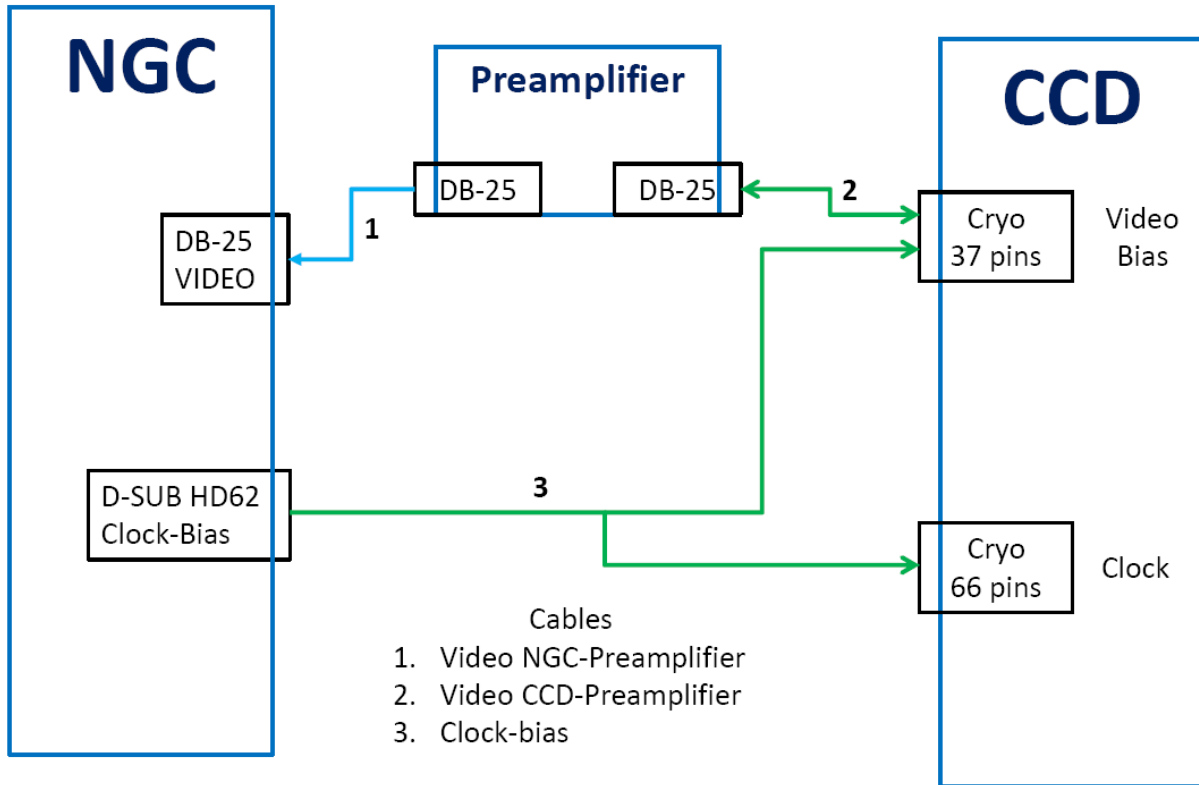 NGC
Preamplifier
CCD
DB-25
DB-25
2
1
DB-25
VIDEO
Cryo
37 pins
Video
Bias
D-SUB HD62
Clock-Bias
3
Cryo
66 pins
Clock
Cables
1. Video NGC-Preamplifier
2. Video CCD-Preamplifier
3. Clock-bias